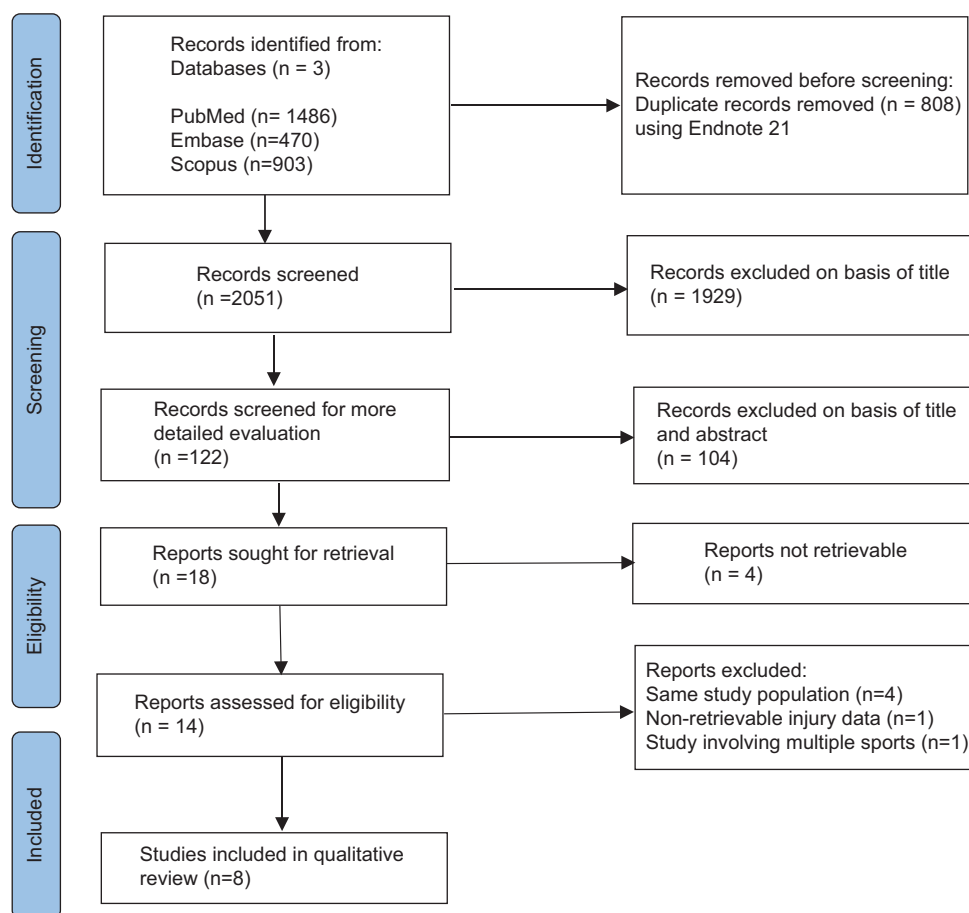 Identification
Records identified from:
Databases (n = 3)
PubMed (n= 1486)
Embase (n=470)
Scopus (n=903)
Records removed before screening:
Duplicate records removed (n = 808)
using Endnote 21
Screening
Records screened
(n =2051)
Records excluded on basis of title
(n = 1929)
Records screened for more
detailed evaluation
(n =122)
Records excluded on basis of title
and abstract
(n = 104)
Eligibility
Reports sought for retrieval
(n =18)
Reports not retrievable
(n = 4)
Reports assessed for eligibility
(n = 14)
Reports excluded:
Same study population (n=4)
Non-retrievable injury data (n=1)
Study involving multiple sports (n=1)
Included
Studies included in qualitative
review (n=8)